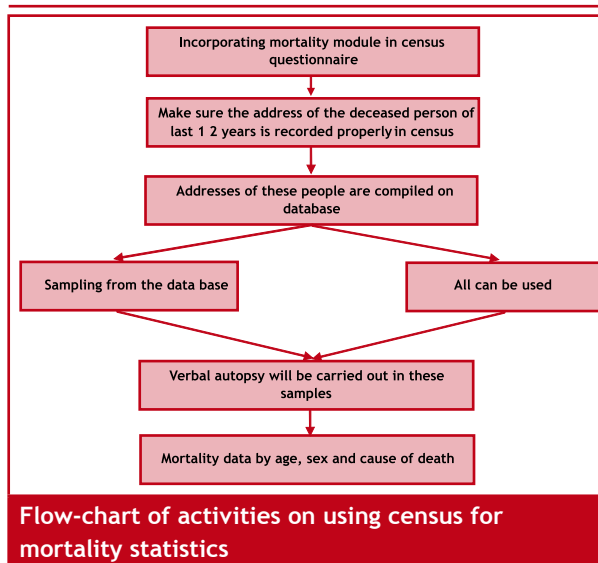 Incorporating mortality module in census
questionnaire
Make sure the address of the deceased person of
last 1 2 years is recorded properly in census
Addresses of these people are compiled on
database
Sampling from the data base
All can be used
Verbal autopsy will be carried out in these
samples
Mortality data by age, sex and cause of death
Flow-chart of activities on using census for
mortality statistics